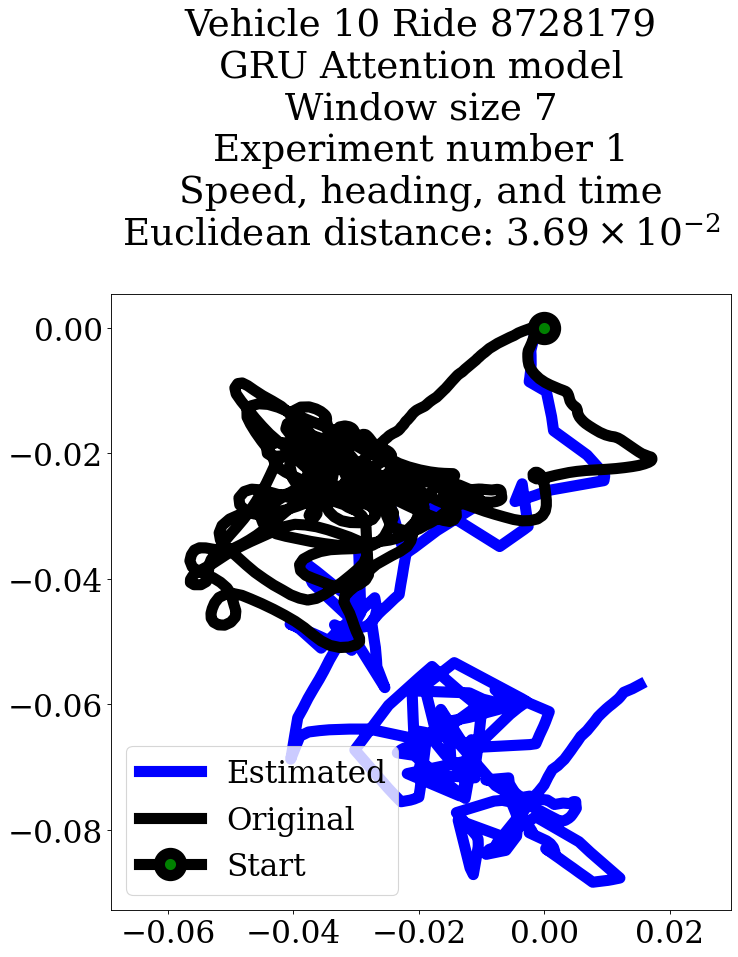 Vehicle 10 Ride 8728179
GRU Attention model
Window size 7
Experiment number 1
Speed, heading, and time
Euclidean distance: 3.69 × 10⁻²
0.00
−0.02
−0.04
−0.06
−0.08
Estimated
Original
Start
−0.06 −0.04 −0.02 0.00 0.02